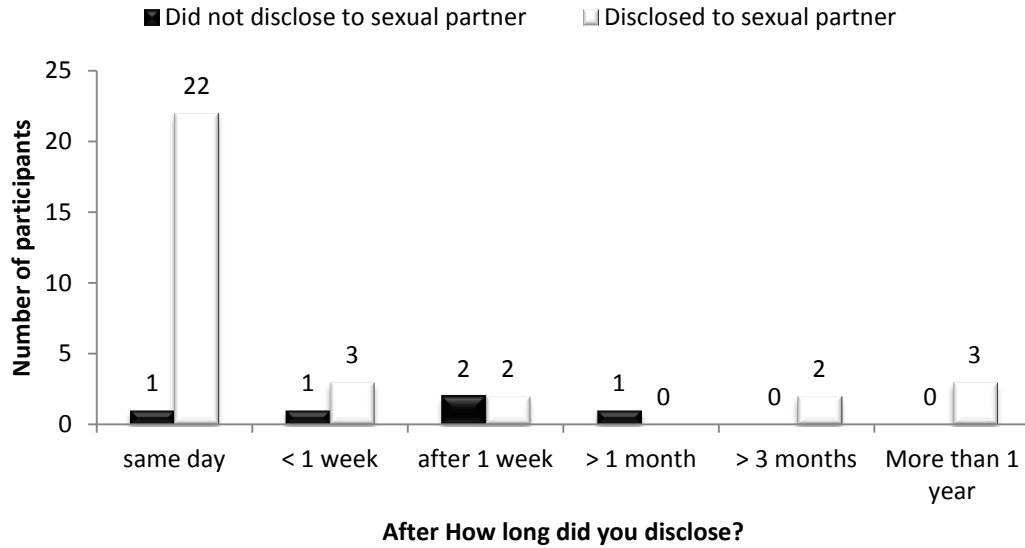 Did not disclose to sexual partner Disclosed to sexual partner
Number of participants
25
20
15
10
5
0
1 22
1 3
2 2
1 0
0 2
0 3
same day < 1 week after 1 week > 1 month > 3 months More than 1
year
After How long did you disclose?